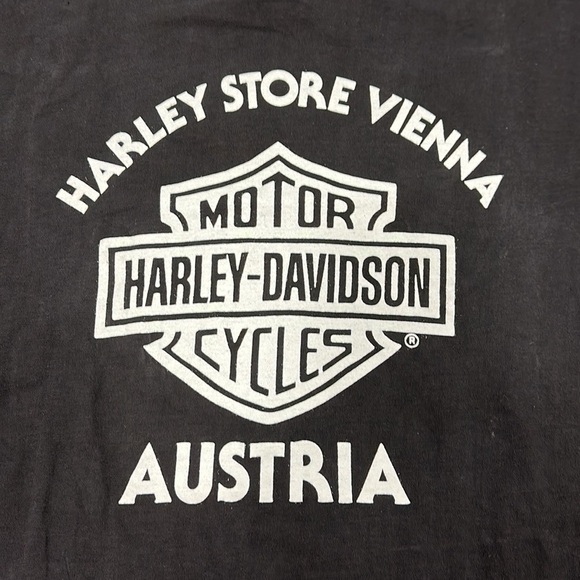 HARLEY STORE VIENNA
MOTOR
HARLEY-DAVIDSON
CYCLES
®
AUSTRIA